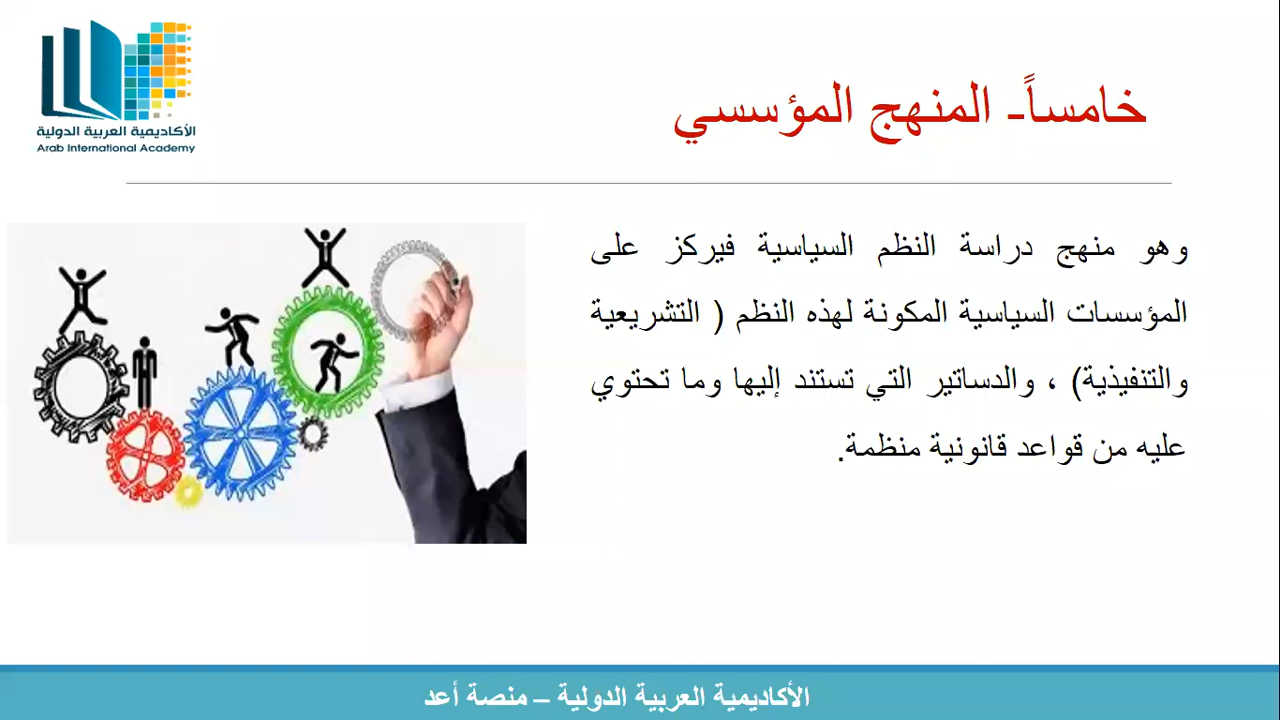 الأكاديمية العربية الدولية
Arab International Academy
خامساً- المنهج المؤسسي
وهو منهج دراسة النظم السياسية فيركز على
المؤسسات السياسية المكونة لهذه النظم ( التشريعية
والتنفيذية) ، والدساتير التي تستند إليها وما تحتوي
عليه من قواعد قانونية منظمة.
الأكاديمية العربية الدولية – منصة أعد